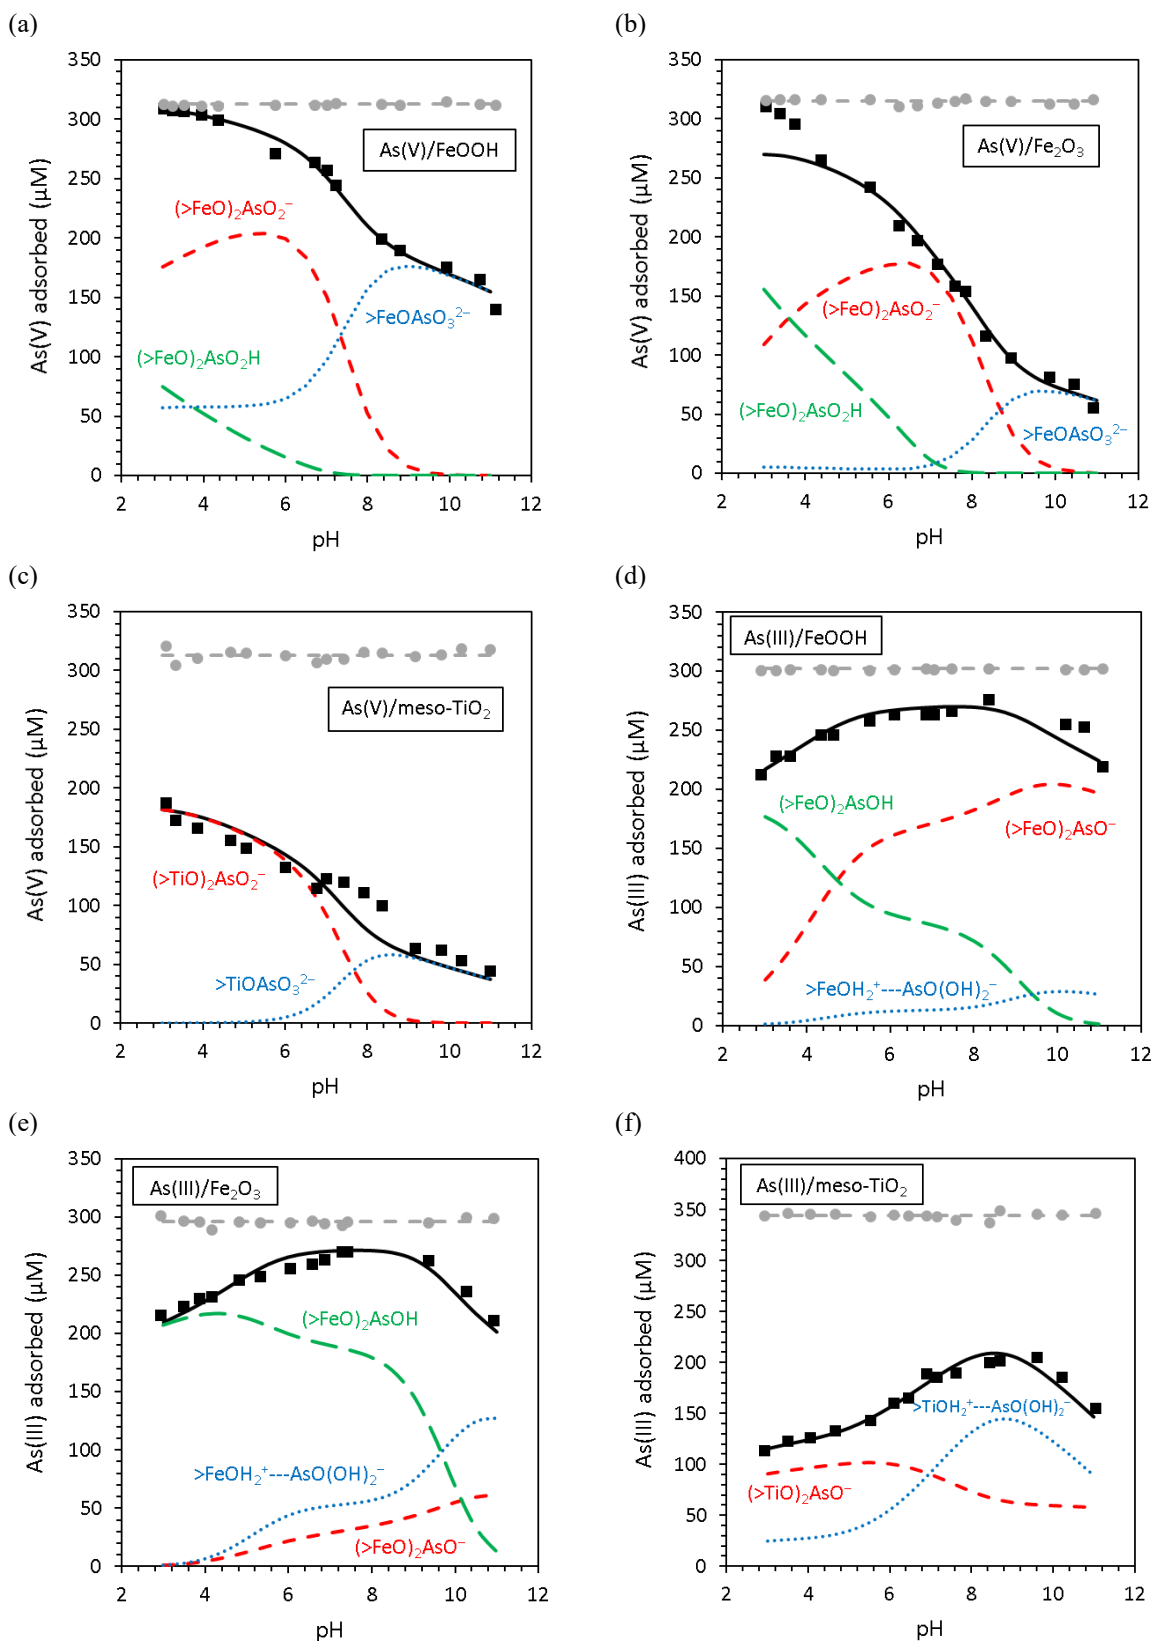 (a)
350
300
250
200
150
100
50
0
2 4 6 8 10 12
As(V) adsorbed (µM)
pH
As(V)/FeOOH
(>FeO)₂AsO₂⁻
(>FeO)₂AsO₂H
>FeOAsO₃²⁻
(b)
350
300
250
200
150
100
50
0
2 4 6 8 10 12
As(V) adsorbed (µM)
pH
As(V)/Fe₂O₃
(>FeO)₂AsO₂⁻
(>FeO)₂AsO₂H
>FeOAsO₃²⁻
(c)
350
300
250
200
150
100
50
0
2 4 6 8 10 12
As(V) adsorbed (µM)
pH
As(V)/meso-TiO₂
(>TiO)₂AsO₂⁻
>TiOAsO₃²⁻
(d)
350
300
250
200
150
100
50
0
2 4 6 8 10 12
As(III) adsorbed (µM)
pH
As(III)/FeOOH
(>FeO)₂AsOH
(>FeO)₂AsO⁻
>FeOH₂⁺---AsO(OH)₂⁻
(e)
350
300
250
200
150
100
50
0
2 4 6 8 10 12
As(III) adsorbed (µM)
pH
As(III)/Fe₂O₃
(>FeO)₂AsOH
>FeOH₂⁺---AsO(OH)₂⁻
(>FeO)₂AsO⁻
(f)
400
350
300
250
200
150
100
50
0
2 4 6 8 10 12
As(III) adsorbed (µM)
pH
As(III)/meso-TiO₂
>TiOH₂⁺---AsO(OH)₂⁻
(>TiO)₂AsO⁻